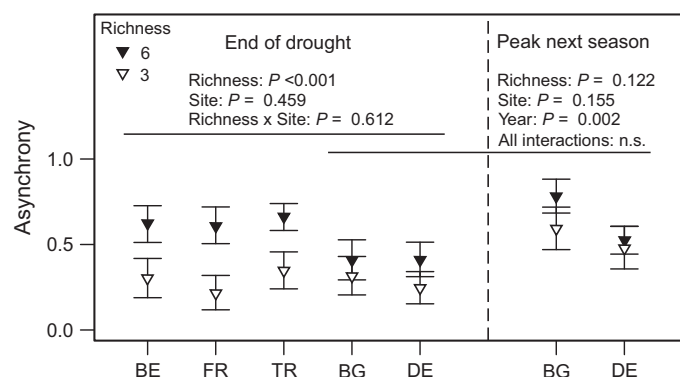 Richness
▼ 6
▽ 3
End of drought
Richness: P <0.001
Site: P = 0.459
Richness x Site: P = 0.612
Peak next season
Richness: P = 0.122
Site: P = 0.155
Year: P = 0.002
All interactions: n.s.
Asynchrony
1.0
0.5
0.0
BE FR TR BG DE BG DE